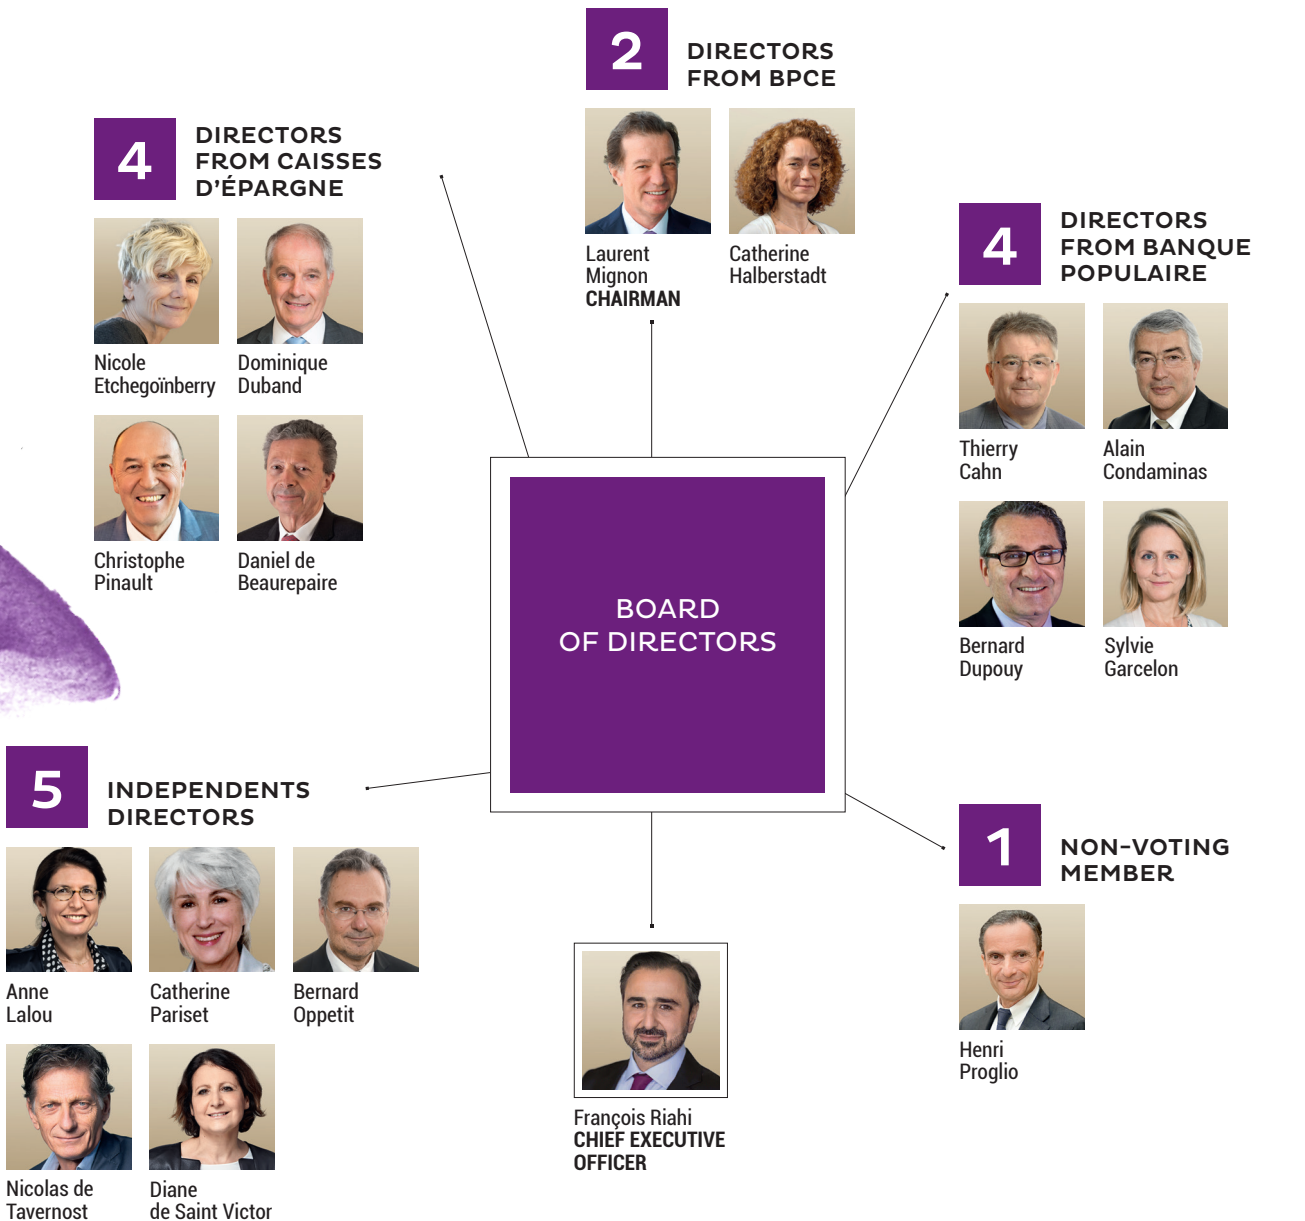 2
DIRECTORS
FROM BPCE
Laurent
Mignon
CHAIRMAN
Catherine
Halberstadt
4
DIRECTORS
FROM CAISSES
D'ÉPARGNE
Nicole
Etchegoïnberry
Dominique
Duband
Christophe
Pinault
Daniel de
Beaurepaire
4
DIRECTORS
FROM BANQUE
POPULAIRE
Thierry
Cahn
Alain
Condaminas
Bernard
Dupouy
Sylvie
Garcelon
BOARD
OF DIRECTORS
5
INDEPENDENTS
DIRECTORS
Anne
Lalou
Catherine
Pariset
Bernard
Oppetit
Nicolas de
Tavernost
Diane
de Saint Victor
François Riahi
CHIEF EXECUTIVE
OFFICER
1
NON-VOTING
MEMBER
Henri
Proglio